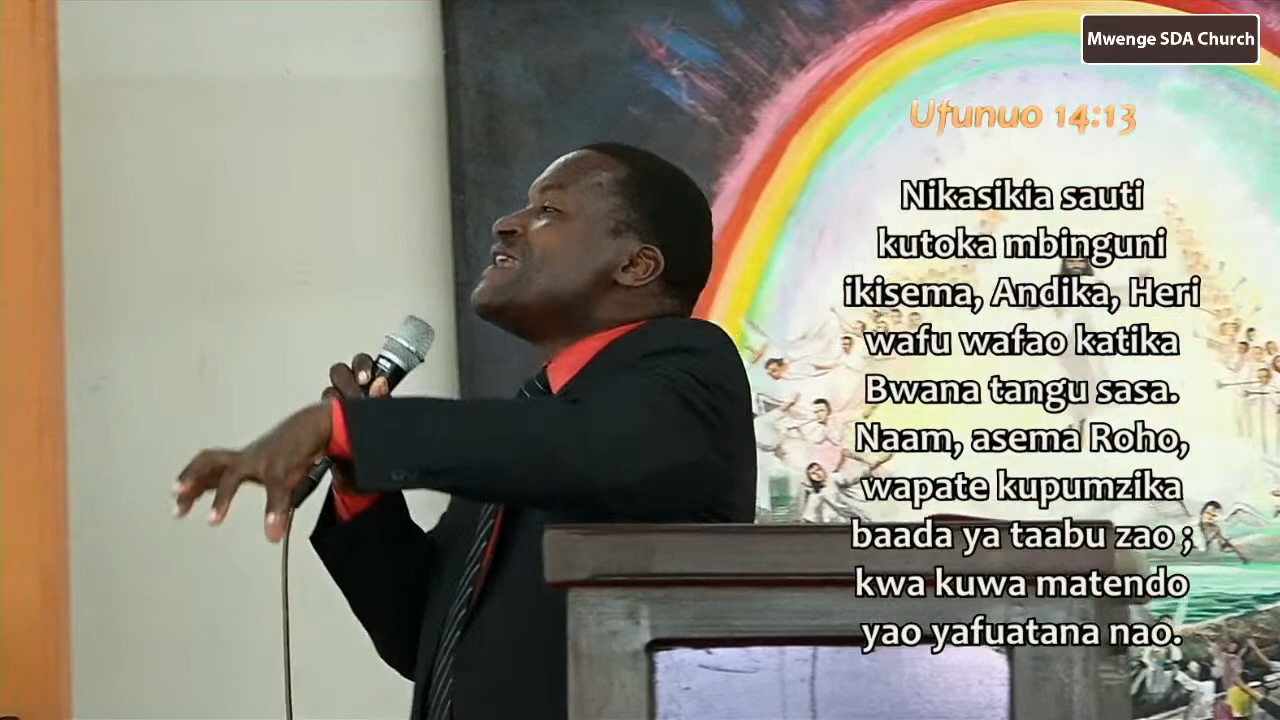 Mwenge SDA Church
Ufunuo 14:13
Nikasikia sauti
kutoka mbinguni
ikisema, Andika, Heri
wafu wafao katika
Bwana tangu sasa.
Naam, asema Roho,
wapate kupumzika
baada ya taabu zao ;
kwa kuwa matendo
yao yafuatana nao.